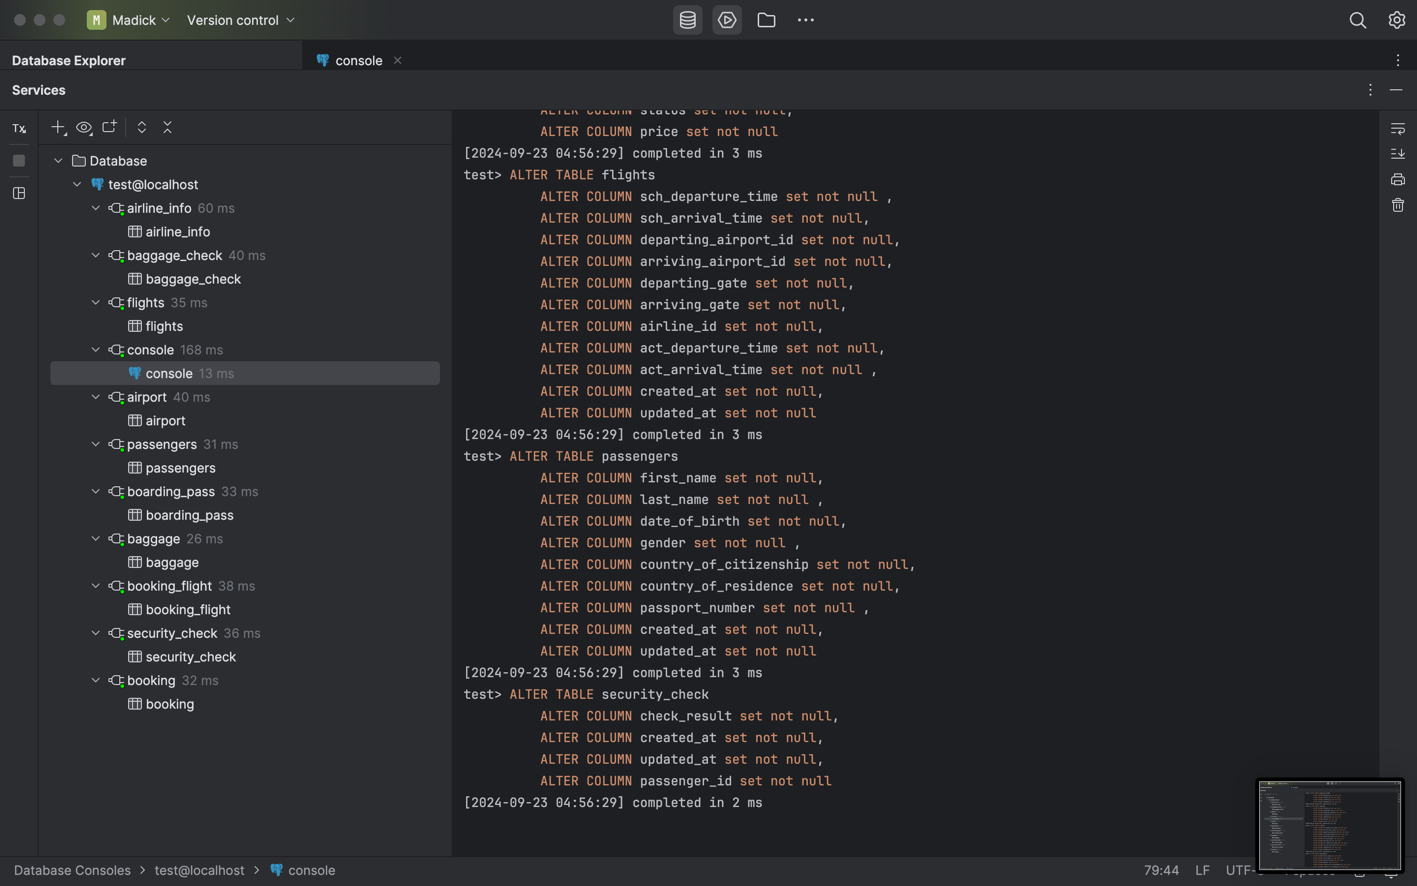 M Madick Version control
Database Explorer
console
Services
Tx
Database
test@localhost
airline_info 60 ms
airline_info
baggage_check 40 ms
baggage_check
flights 35 ms
flights
console 168 ms
console 13 ms
airport 40 ms
airport
passengers 31 ms
passengers
boarding_pass 33 ms
boarding_pass
baggage 26 ms
baggage
booking_flight 38 ms
booking_flight
security_check 36 ms
security_check
booking 32 ms
booking
ALTER COLUMN status set not null,
ALTER COLUMN price set not null
[2024-09-23 04:56:29] completed in 3 ms
test> ALTER TABLE flights
ALTER COLUMN sch_departure_time set not null ,
ALTER COLUMN sch_arrival_time set not null,
ALTER COLUMN departing_airport_id set not null,
ALTER COLUMN arriving_airport_id set not null,
ALTER COLUMN departing_gate set not null,
ALTER COLUMN arriving_gate set not null,
ALTER COLUMN airline_id set not null,
ALTER COLUMN act_departure_time set not null,
ALTER COLUMN act_arrival_time set not null ,
ALTER COLUMN created_at set not null,
ALTER COLUMN updated_at set not null
[2024-09-23 04:56:29] completed in 3 ms
test> ALTER TABLE passengers
ALTER COLUMN first_name set not null,
ALTER COLUMN last_name set not null ,
ALTER COLUMN date_of_birth set not null,
ALTER COLUMN gender set not null ,
ALTER COLUMN country_of_citizenship set not null,
ALTER COLUMN country_of_residence set not null,
ALTER COLUMN passport_number set not null ,
ALTER COLUMN created_at set not null,
ALTER COLUMN updated_at set not null
[2024-09-23 04:56:29] completed in 3 ms
test> ALTER TABLE security_check
ALTER COLUMN check_result set not null,
ALTER COLUMN created_at set not null,
ALTER COLUMN updated_at set not null,
ALTER COLUMN passenger_id set not null
[2024-09-23 04:56:29] completed in 2 ms
Database Consoles > test@localhost > console
79:44 LF